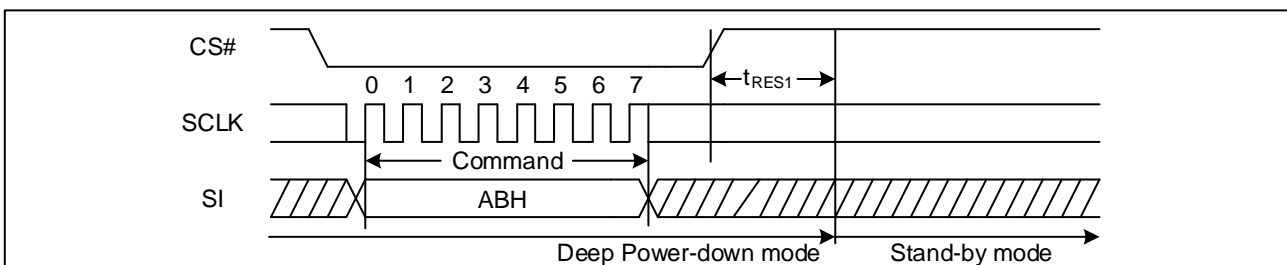 CS#
tRES1
0 1 2 3 4 5 6 7
SCLK
Command
SI
ABH
Deep Power-down mode Stand-by mode